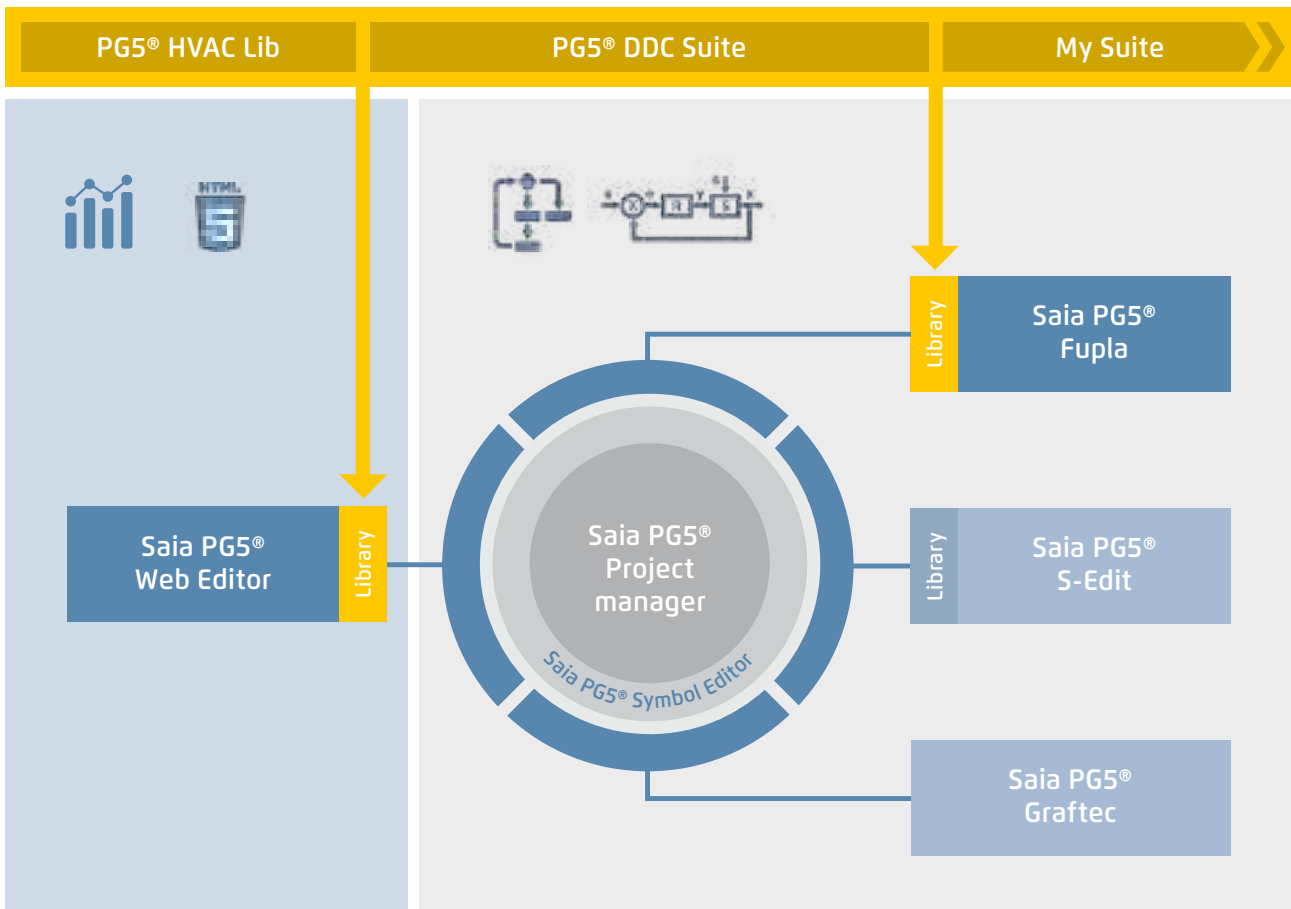 PG5® HVAC Lib
PG5® DDC Suite
My Suite
HTML
5
R
S
Library
Saia PG5®
Fupla
Saia PG5®
Web Editor
Library
Saia PG5®
Project
manager
Saia PG5® Symbol Editor
Library
Saia PG5®
S-Edit
Saia PG5®
Graftec